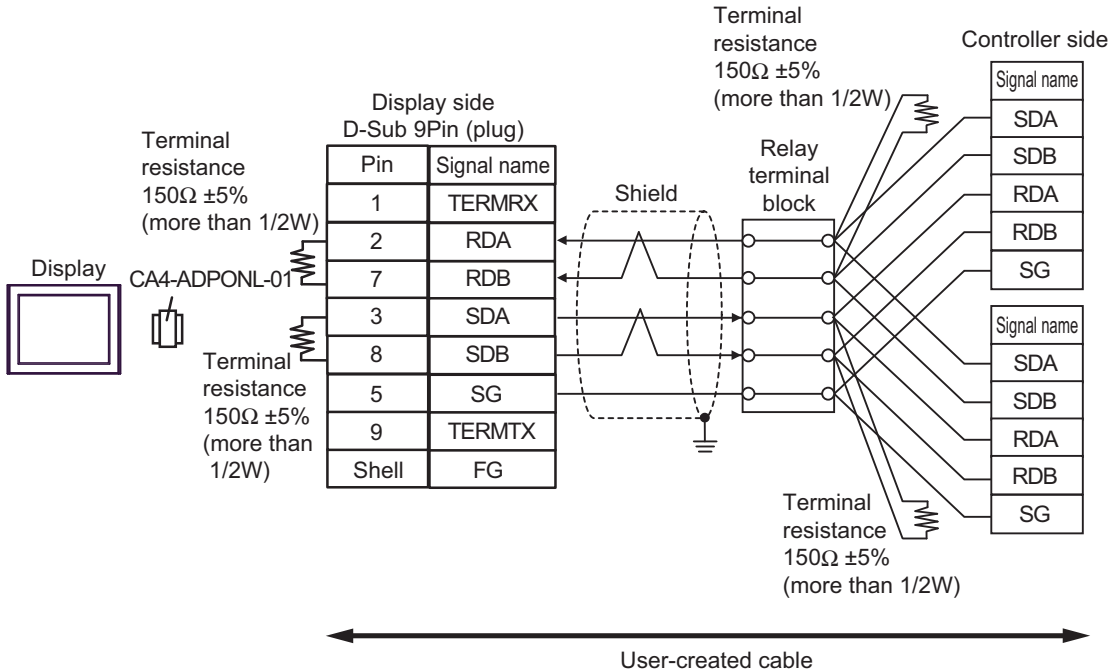 Terminal
resistance
150Ω ±5%
(more than 1/2W)
Controller side
Signal name
SDA
SDB
RDA
RDB
SG
Display side
D-Sub 9Pin (plug)
Terminal
resistance
150Ω ±5%
(more than 1/2W)
Pin Signal name
1 TERMRX
2 RDA
7 RDB
3 SDA
8 SDB
5 SG
9 TERMTX
Shell FG
Shield
Relay
terminal
block
Display
CA4-ADPONL-01
Terminal
resistance
150Ω ±5%
(more than
1/2W)
Signal name
SDA
SDB
RDA
RDB
SG
Terminal
resistance
150Ω ±5%
(more than 1/2W)
User-created cable